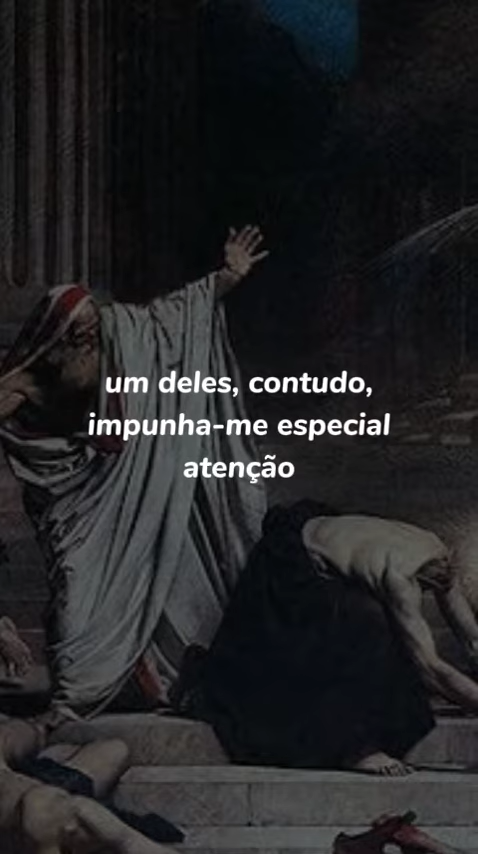 um deles, contudo,
impunha-me especial
atenção